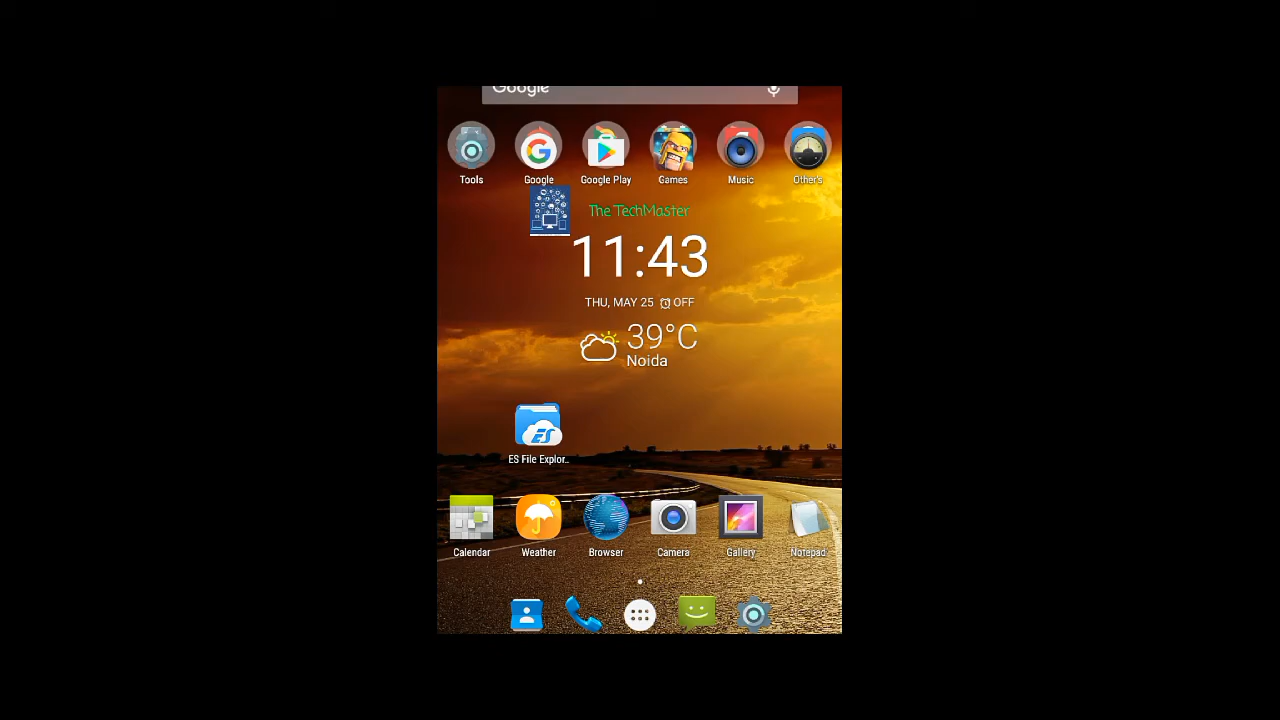 Google
Tools
Google
Google Play
Games
Music
Other's
The TechMaster
11:43
THU, MAY 25 OFF
39°C
Noida
ES
ES File Explor..
Calendar
Weather
Browser
Camera
Gallery
Notepad